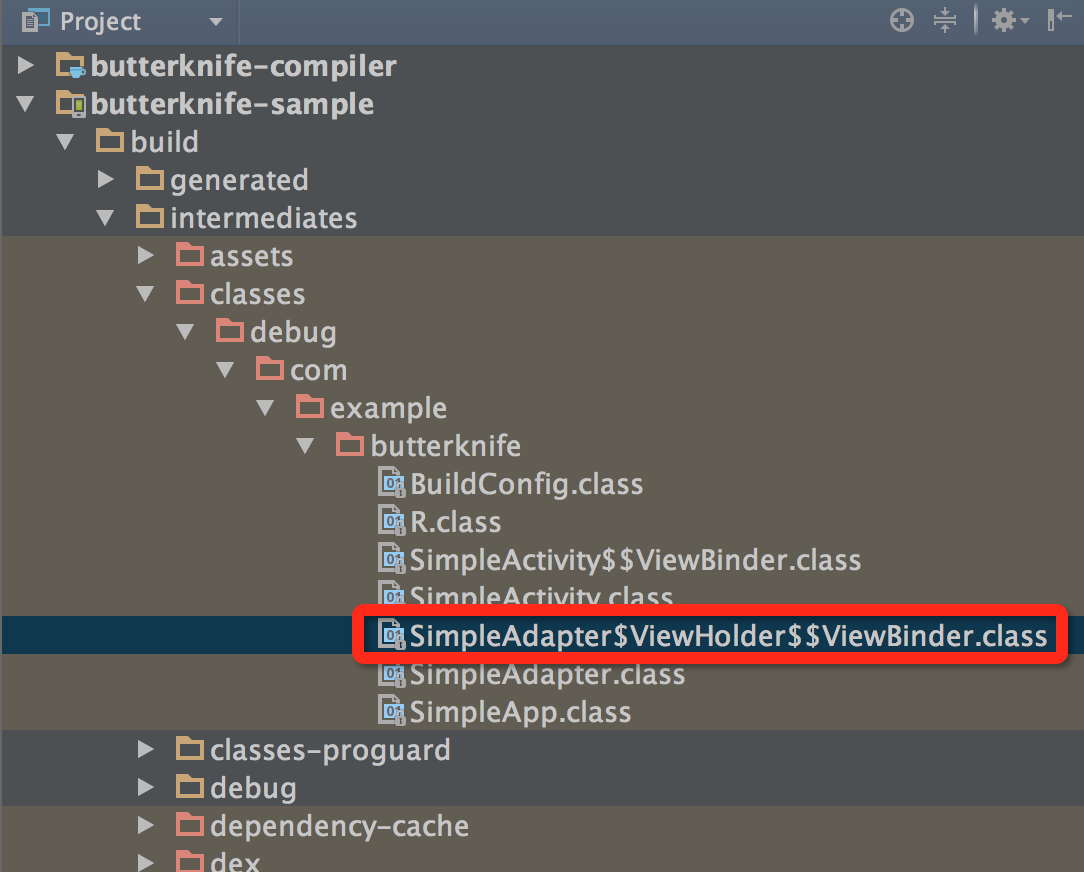 Project
butterknife-compiler
butterknife-sample
build
generated
intermediates
assets
classes
debug
com
example
butterknife
BuildConfig.class
R.class
SimpleActivity$$ViewBinder.class
SimpleActivity.class
SimpleAdapter$ViewHolder$$ViewBinder.class
SimpleAdapter.class
SimpleApp.class
classes-proguard
debug
dependency-cache
dex